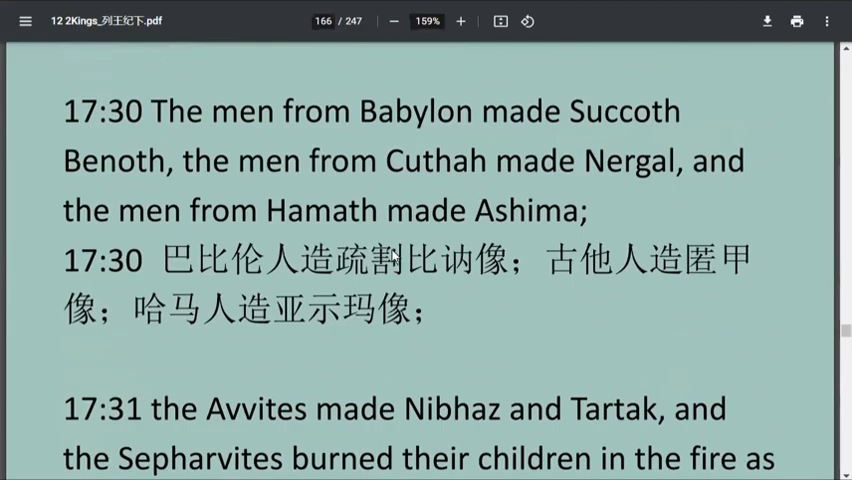 12 2Kings_列王纪下.pdf
166 / 247
159%
17:30 The men from Babylon made Succoth
Benoth, the men from Cuthah made Nergal, and
the men from Hamath made Ashima;
17:30 巴比伦人造疏割比讷像；古他人造匿甲
像；哈马人造亚示玛像；
17:31 the Avvites made Nibhaz and Tartak, and
the Sepharvites burned their children in the fire as